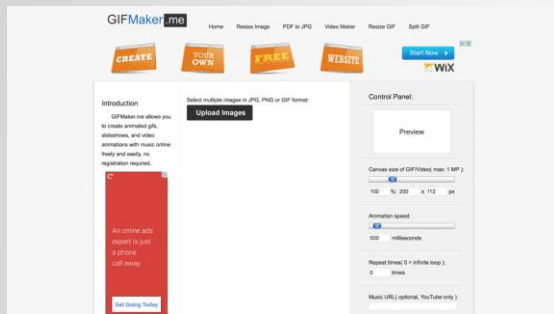 GIFMaker.me
Home Resize Image PDF to JPG Video Maker Resize GIF Split GIF
CREATE YOUR OWN FREE WEBSITE
Start Now
WiX
Introduction
GIFMaker.me allows you
to create animated gifs,
slideshows, and video
animations with music online
freely and easily, no
registration required.
An online ads
expert is just
a phone
call away
Get Going Today
Select multiple images in JPG, PNG or GIF format:
Upload Images
Control Panel:
Preview
Canvas size of GIF/Video( max: 1 MP ):
100 %: 200 x 112 px
Animation speed:
500 milliseconds
Repeat times( 0 = infinite loop ):
0 times
Music URL( optional, YouTube only ):